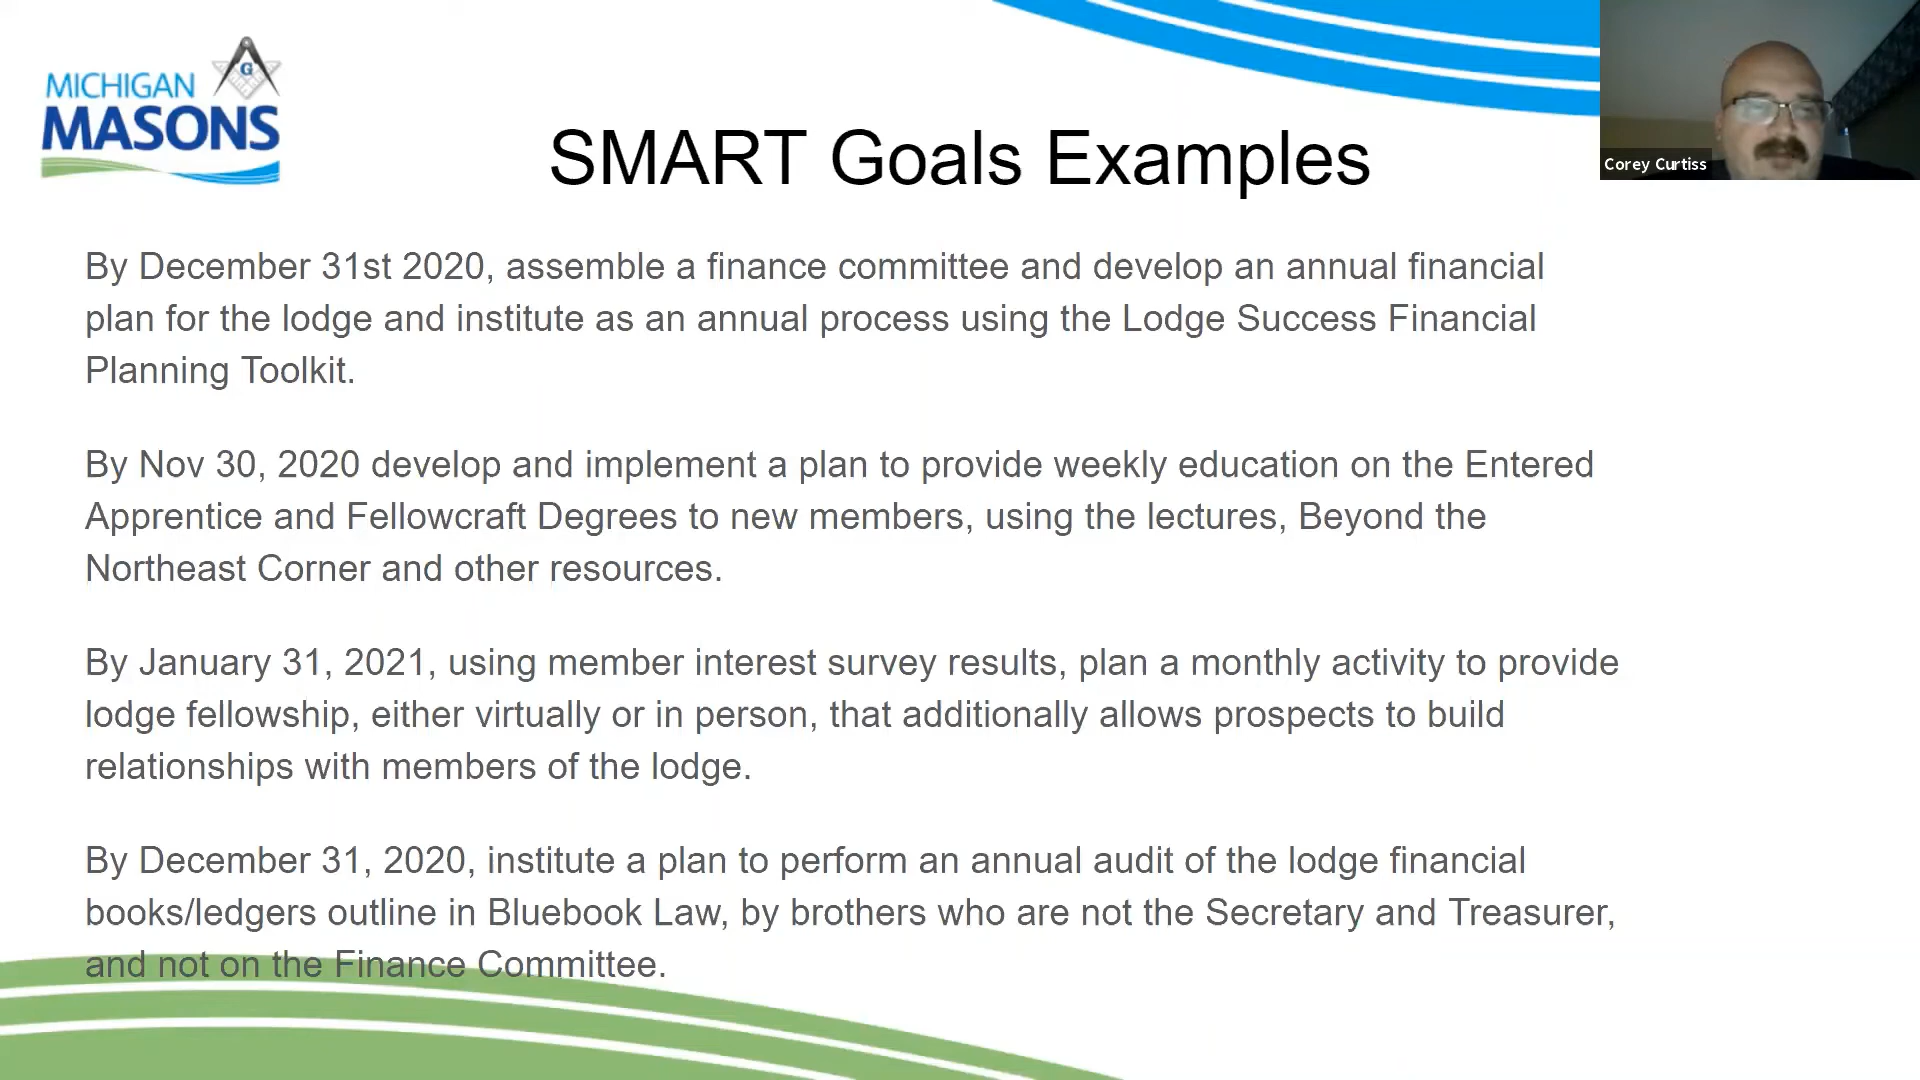 MICHIGAN
G
MASONS
SMART Goals Examples
Corey Curtiss
By December 31st 2020, assemble a finance committee and develop an annual financial
plan for the lodge and institute as an annual process using the Lodge Success Financial
Planning Toolkit.
By Nov 30, 2020 develop and implement a plan to provide weekly education on the Entered
Apprentice and Fellowcraft Degrees to new members, using the lectures, Beyond the
Northeast Corner and other resources.
By January 31, 2021, using member interest survey results, plan a monthly activity to provide
lodge fellowship, either virtually or in person, that additionally allows prospects to build
relationships with members of the lodge.
By December 31, 2020, institute a plan to perform an annual audit of the lodge financial
books/ledgers outline in Bluebook Law, by brothers who are not the Secretary and Treasurer,
and not on the Finance Committee.